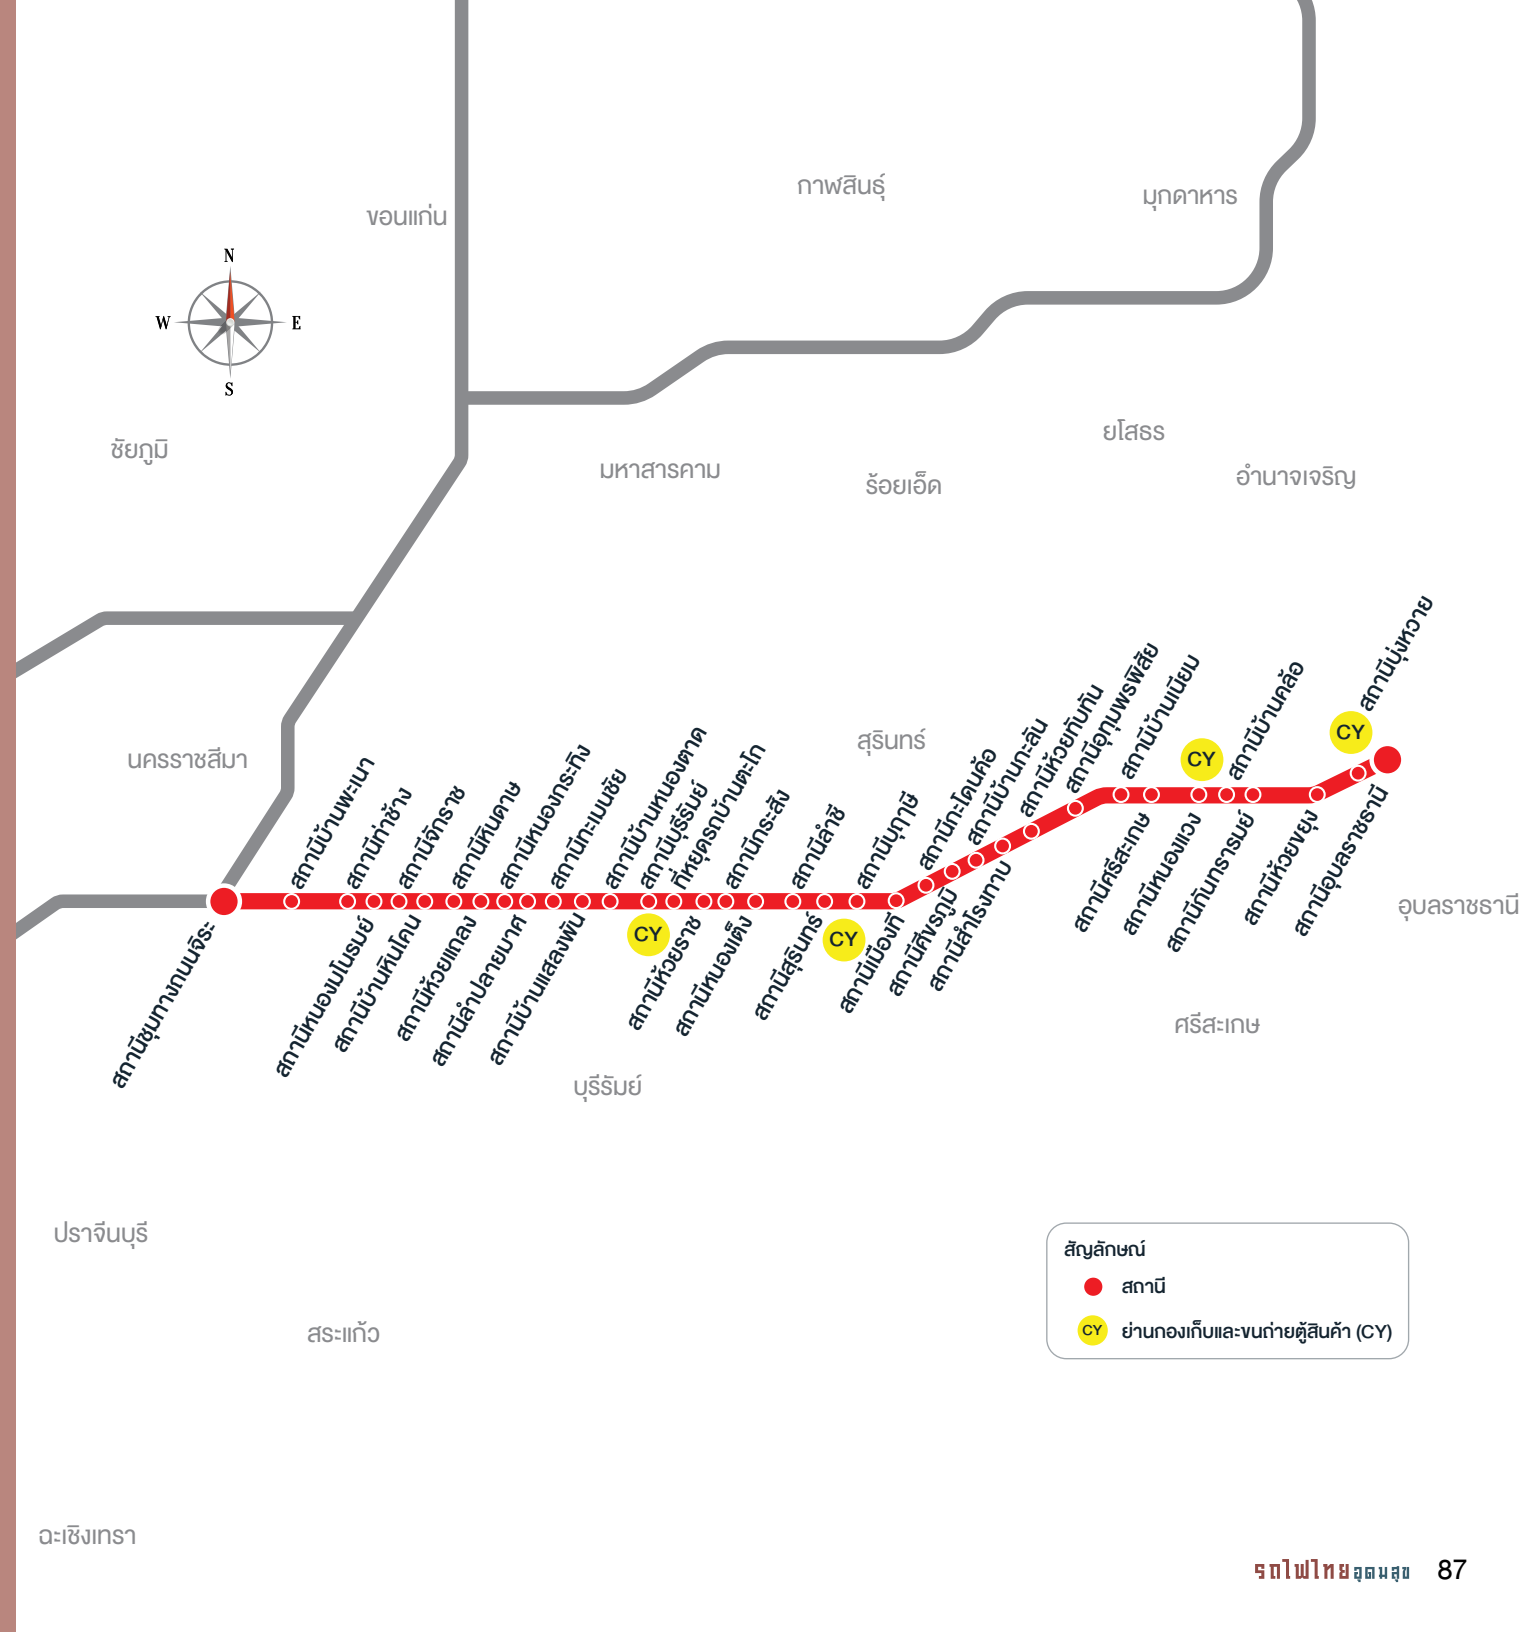 กาฬสินธุ์
มุกดาหาร
ขอนแก่น
N
W
E
S
ยโสธร
ชัยภูมิ
มหาสารคาม
ร้อยเอ็ด
อำนาจเจริญ
นครราชสีมา
สุรินทร์
สถานีบ้านพะเนา
สถานีท่าช้าง
สถานีจักราช
สถานีหินดาษ
สถานีหนองกระทิง
สถานีทะเมนชัย
สถานีบ้านหนองตาด
สถานีบุรีรัมย์
ที่หยุดรถบ้านตะโก
สถานีกระสัง
สถานีลำชี
สถานีบุฤาษี
สถานีกะโดนค้อ
สถานีบ้านกะลัน
สถานีห้วยทับทัน
สถานีอุทุมพรพิสัย
สถานีบ้านเนียม
CY
สถานีบ้านคล้อ
CY
สถานีบุ่งหวาย
สถานีชุมทางถนนจิระ
สถานีหนองมโนรมย์
สถานีบ้านหินโคน
สถานีห้วยแถลง
สถานีลำปลายมาศ
สถานีบ้านแสลงพัน
CY
สถานีห้วยราช
สถานีหนองเต็ง
สถานีสุรินทร์
CY
สถานีเมืองที
สถานีศีขรภูมิ
สถานีสำโรงทาบ
สถานีศรีสะเกษ
สถานีหนองแวง
สถานีกันทรารมย์
สถานีห้วยขยุง
สถานีอุบลราชธานี
อุบลราชธานี
ศรีสะเกษ
บุรีรัมย์
ปราจีนบุรี
สระแก้ว
สัญลักษณ์
สถานี
CY ย่านกองเก็บและขนถ่ายตู้สินค้า (CY)
ฉะเชิงเทรา
รถไฟไทยอุดมสุข 87